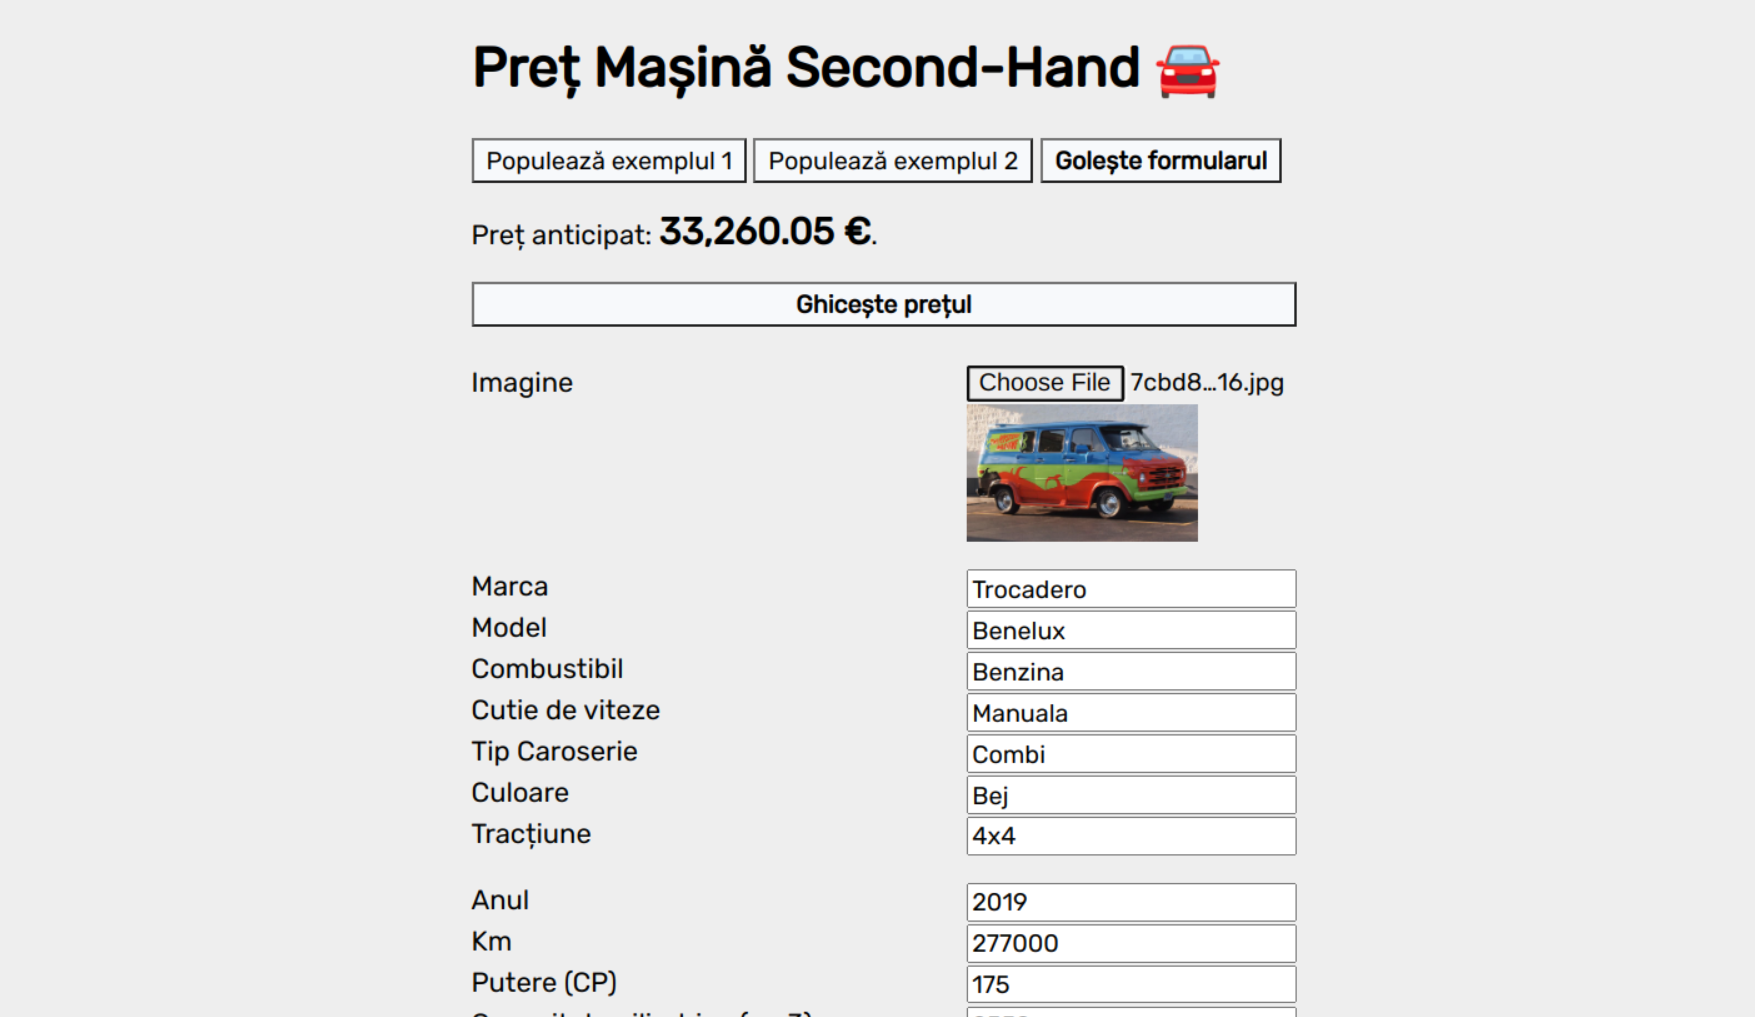 Preț Mașină Second-Hand
Populează exemplul 1 Populează exemplul 2 Golește formularul
Preț anticipat: 33,260.05 €.
Ghicește prețul
Imagine Choose File 7cbd8...16.jpg
Marca Trocadero
Model Benelux
Combustibil Benzina
Cutie de viteze Manuala
Tip Caroserie Combi
Culoare Bej
Tracțiune 4x4
Anul 2019
Km 277000
Putere (CP) 175